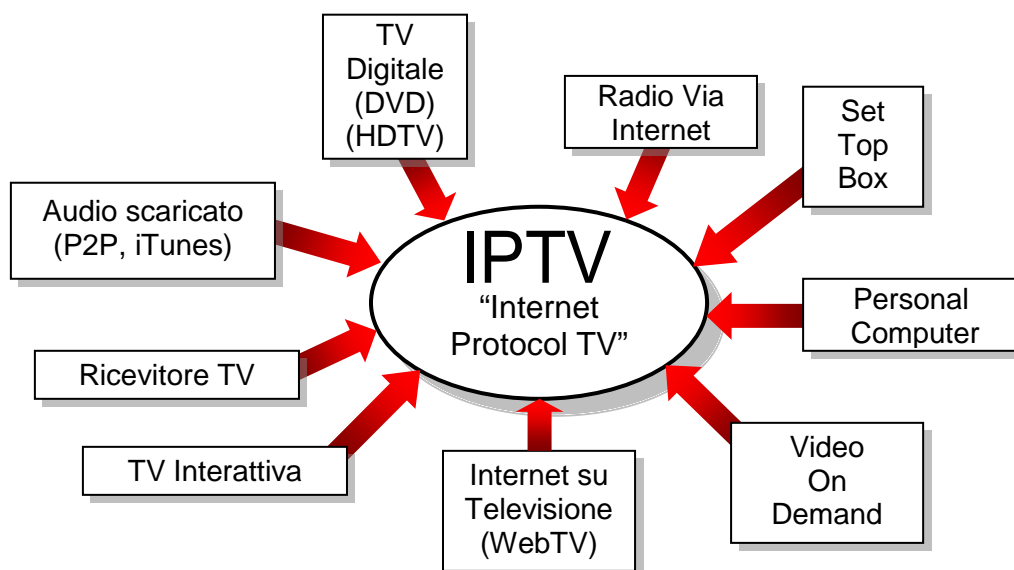 TV
Digitale
(DVD)
(HDTV)
Radio Via
Internet
Set
Top
Box
Audio scaricato
(P2P, iTunes)
IPTV
“Internet
Protocol TV”
Personal
Computer
Ricevitore TV
TV Interattiva
Internet su
Televisione
(WebTV)
Video
On
Demand